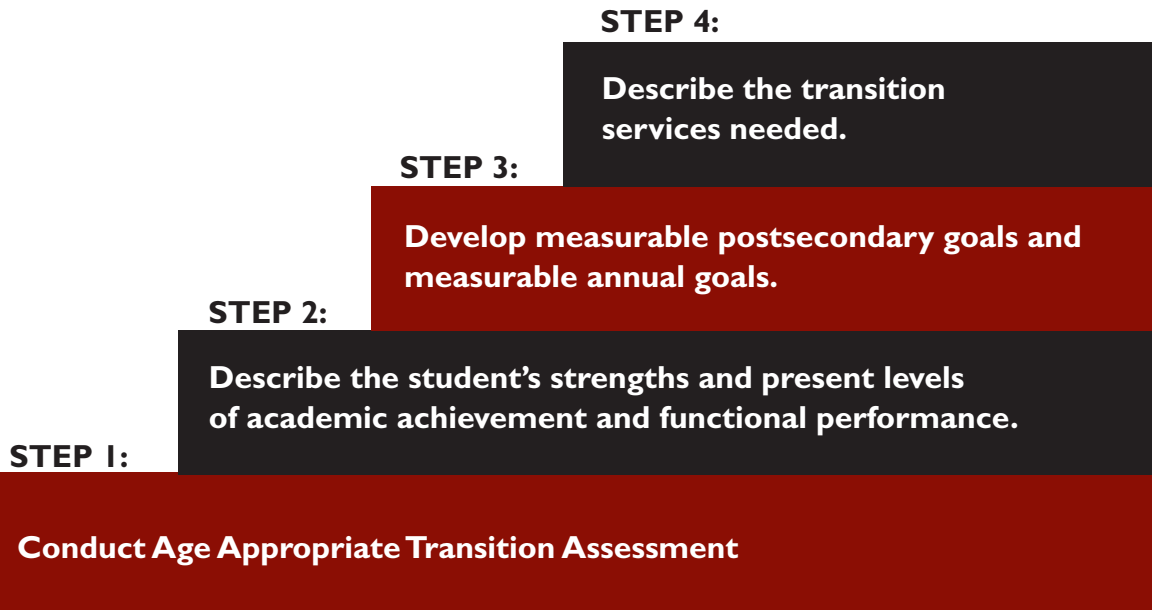 STEP 4:
Describe the transition
services needed.
STEP 3:
Develop measurable postsecondary goals and
measurable annual goals.
STEP 2:
Describe the student’s strengths and present levels
of academic achievement and functional performance.
STEP 1:
Conduct Age Appropriate Transition Assessment